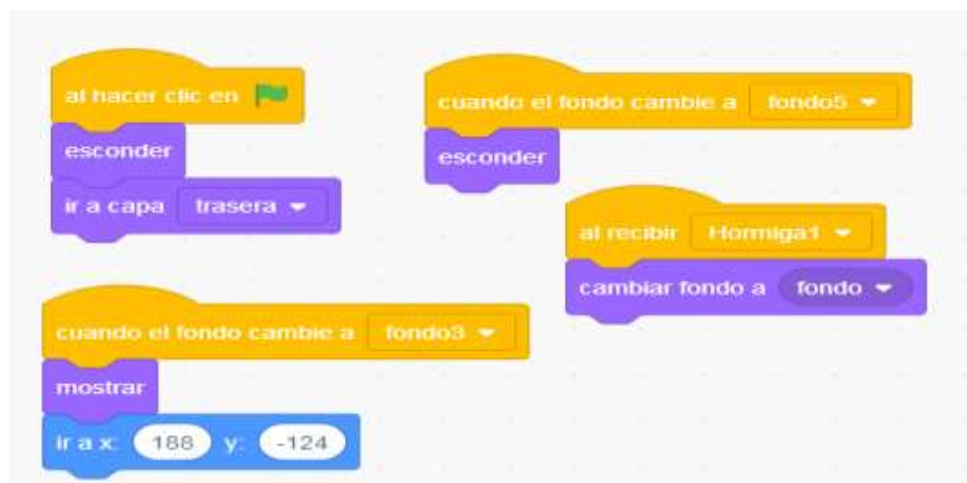 al hacer clic en
esconder
ir a capa trasera
cuando el fondo cambie a fondo5
esconder
al recibir Hormiga1
cambiar fondo a fondo
cuando el fondo cambie a fondo3
mostrar
ir a x: 188 y: -124